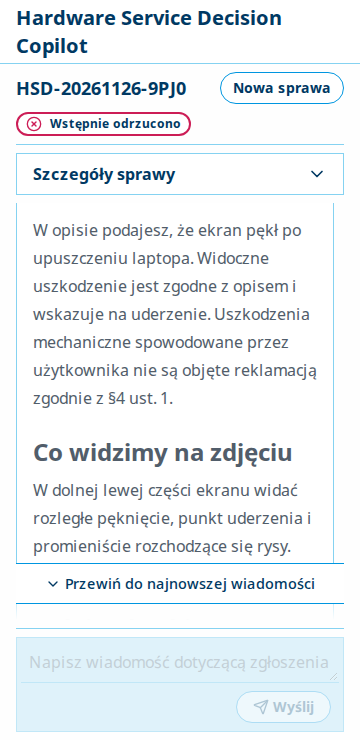 Hardware Service Decision
Copilot
HSD-20261126-9PJ0
Nowa sprawa
Wstępnie odrzucono
Szczegóły sprawy
W opisie podajesz, że ekran pękł po
upuszczeniu laptopa. Widoczne
uszkodzenie jest zgodne z opisem i
wskazuje na uderzenie. Uszkodzenia
mechaniczne spowodowane przez
użytkownika nie są objęte reklamacją
zgodnie z §4 ust. 1.
Co widzimy na zdjęciu
W dolnej lewej części ekranu widać
rozległe pęknięcie, punkt uderzenia i
promieniście rozchodzące się rysy.
Przewiń do najnowszej wiadomości
Napisz wiadomość dotyczącą zgłoszenia
Wyślij